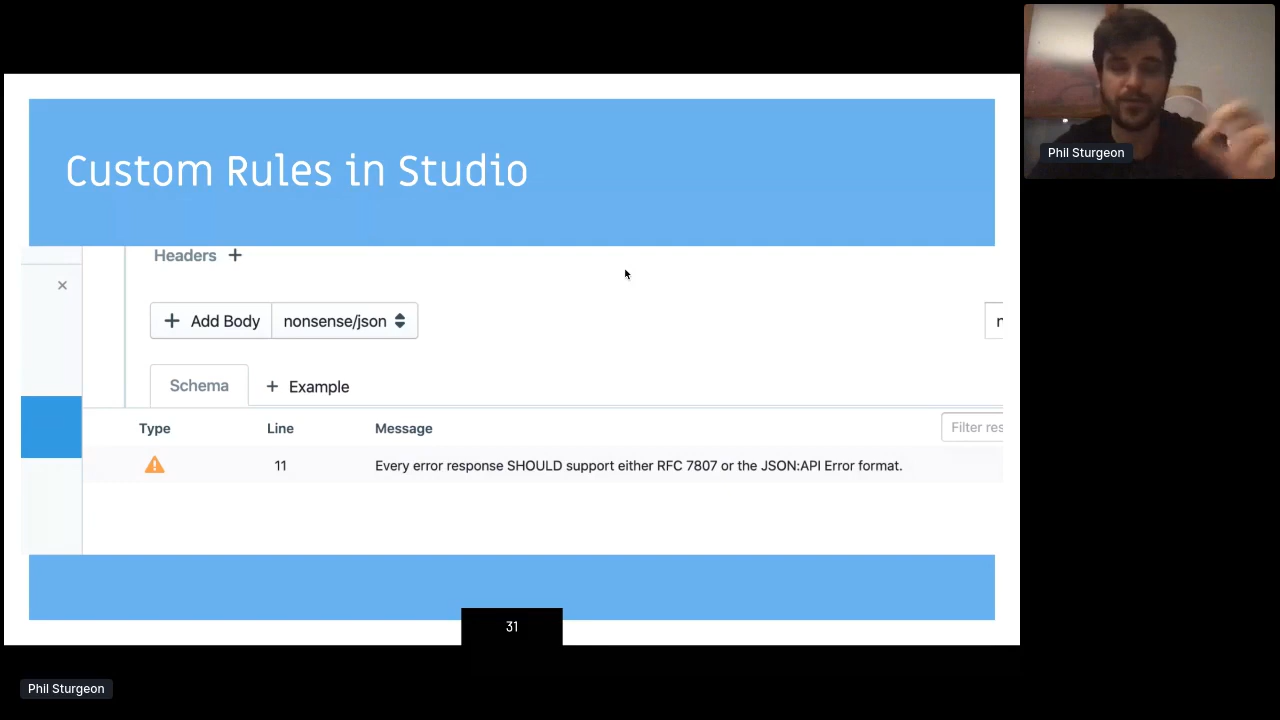 Custom Rules in Studio
Phil Sturgeon
Headers +
× 
+ Add Body nonsense/json
Schema + Example
Type Line Message Filter res
11 Every error response SHOULD support either RFC 7807 or the JSON:API Error format.
31
Phil Sturgeon